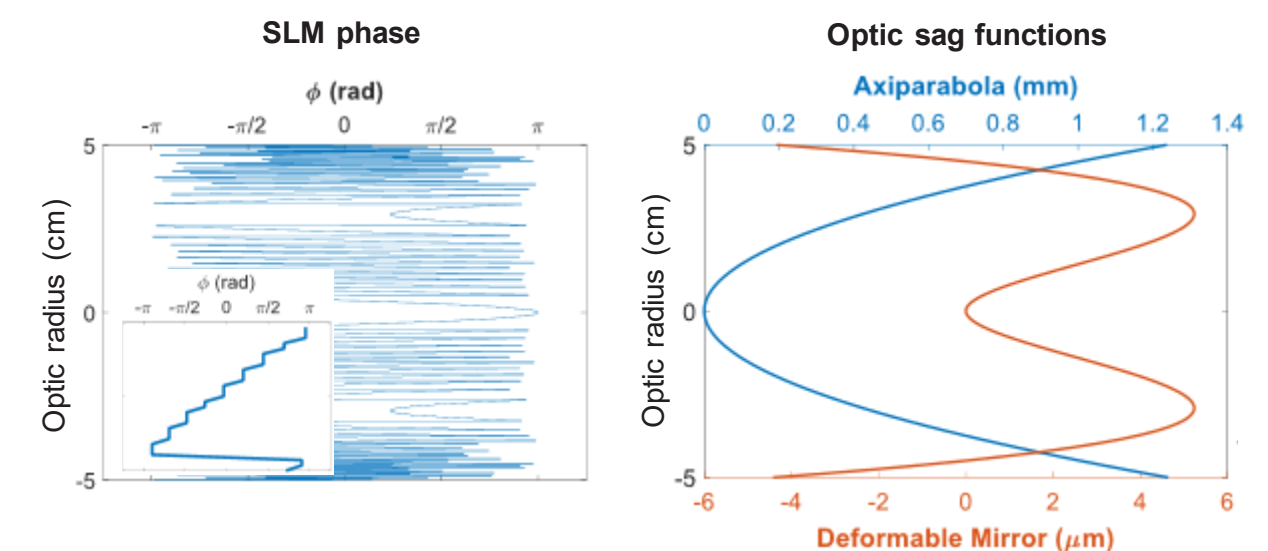 SLM phase
ϕ (rad)
-π -π/2 0 π/2 π
5
0
-5
Optic radius (cm)
ϕ (rad)
-π -π/2 0 π/2 π
Optic sag functions
Axiparabola (mm)
0 0.2 0.4 0.6 0.8 1 1.2 1.4
5
0
-5
Optic radius (cm)
-6 -4 -2 0 2 4 6
Deformable Mirror (μm)